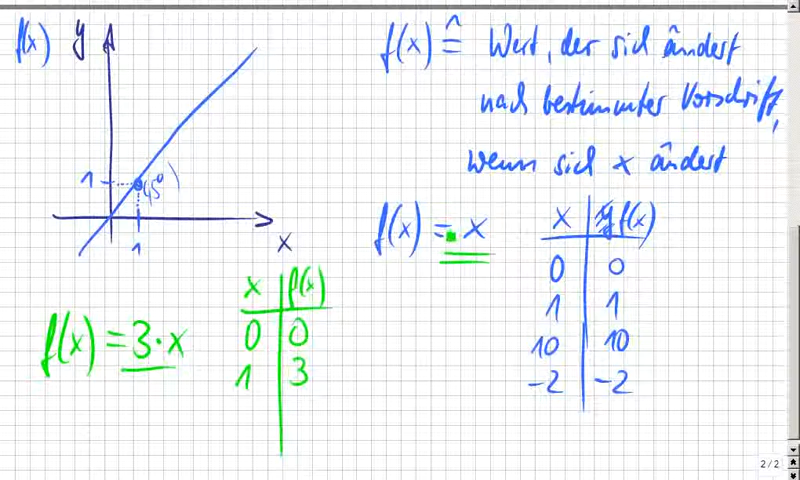 f(x) y
f(x) ≙ Wert, der sich ändert
nach bestimmter Vorschrift,
wenn sich x ändert
1
45°
1
x
f(x) = x
x f(x)
0 0
1 1
10 10
-2 -2
f(x) = 3·x
x f(x)
0 0
1 3
2/2